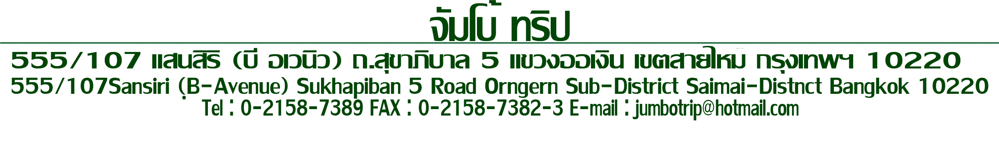 จัมโบ้ ทริป
555/107 แสนสิริ (บี อเวนิว) ถ.สุขาภิบาล 5 แขวงออเงิน เขตสายไหม กรุงเทพฯ 10220
555/107Sansiri (B-Avenue) Sukhapiban 5 Road Orngern Sub-District Saimai-Distnct Bangkok 10220
Tel : 0-2158-7389 FAX : 0-2158-7382-3 E-mail : jumbotrip@hotmail.com